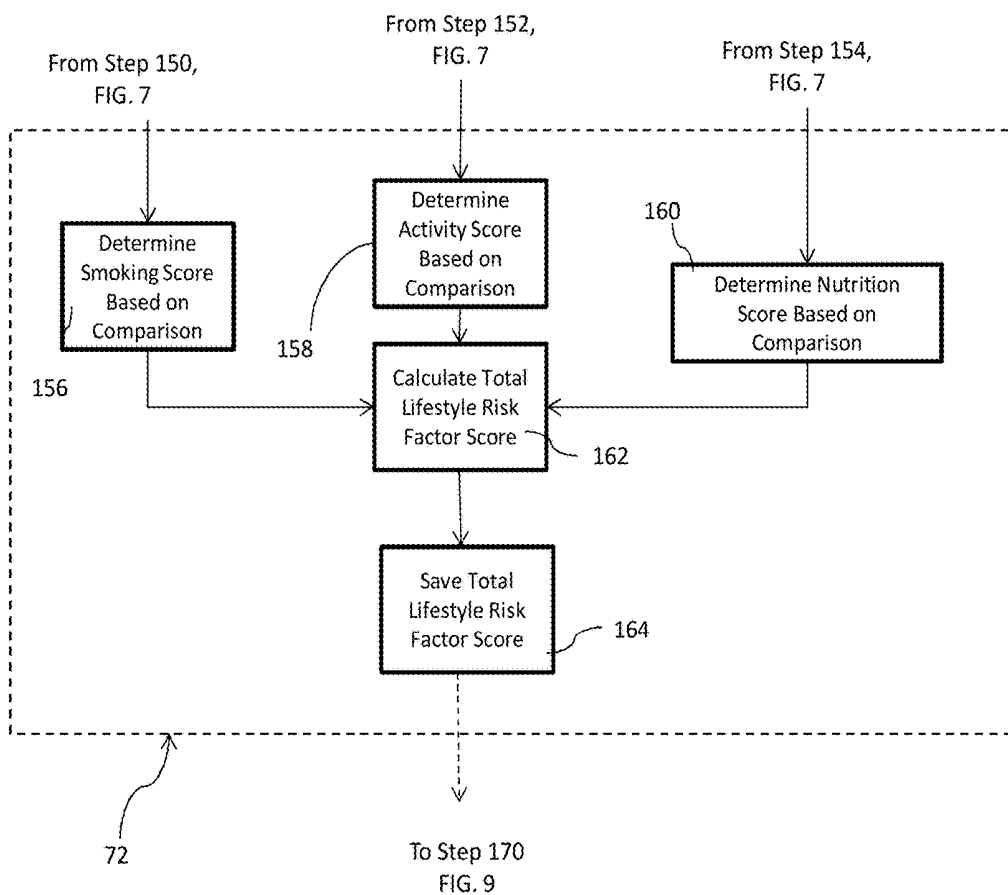 From Step 150,
FIG. 7
From Step 152,
FIG. 7
From Step 154,
FIG. 7
Determine
Smoking Score
Based on
Comparison
156
Determine
Activity Score
Based on
Comparison
158
160
Determine Nutrition
Score Based on
Comparison
Calculate Total
Lifestyle Risk
Factor Score
162
Save Total
Lifestyle Risk
Factor Score
164
72
To Step 170
FIG. 9